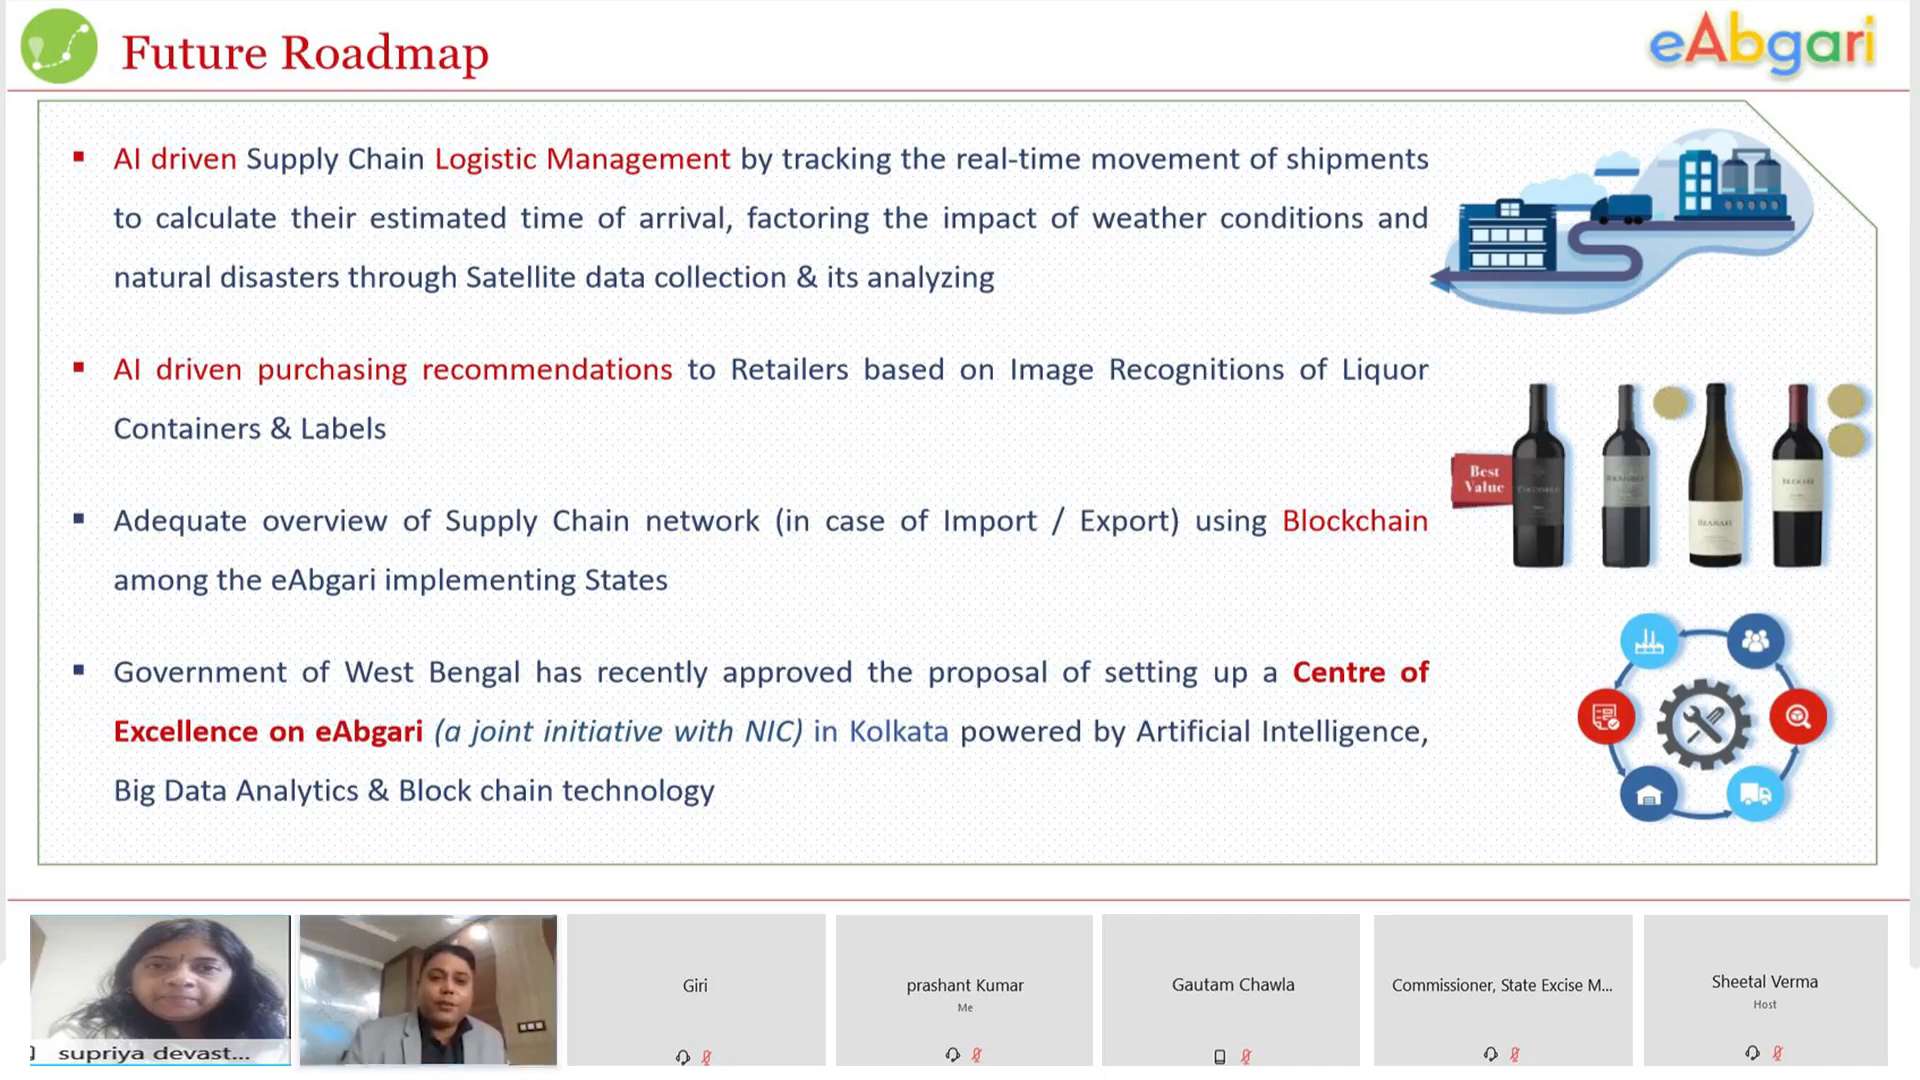 Future Roadmap
eAbgari
▪ AI driven Supply Chain Logistic Management by tracking the real-time movement of shipments
to calculate their estimated time of arrival, factoring the impact of weather conditions and
natural disasters through Satellite data collection & its analyzing
▪ AI driven purchasing recommendations to Retailers based on Image Recognitions of Liquor
Containers & Labels
Best
Value
▪ Adequate overview of Supply Chain network (in case of Import / Export) using Blockchain
among the eAbgari implementing States
▪ Government of West Bengal has recently approved the proposal of setting up a Centre of
Excellence on eAbgari (a joint initiative with NIC) in Kolkata powered by Artificial Intelligence,
Big Data Analytics & Block chain technology
supriya devast...
Giri
prashant Kumar
Me
Gautam Chawla
Commissioner, State Excise M...
Sheetal Verma
Host